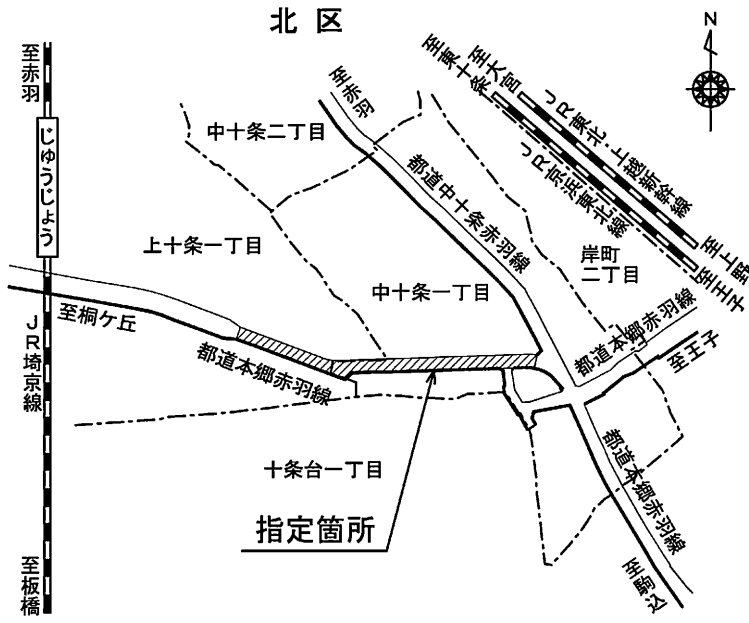 北区
N
至赤羽
じゅうじょう
JR埼京線
至板橋
中十条二丁目
至赤羽
都道中十条赤羽線
至東十条
至大宮
JR東北・上越新幹線
JR京浜東北線
至上野
至王子
上十条一丁目
中十条一丁目
岸町
二丁目
至桐ケ丘
都道本郷赤羽線
都道本郷赤羽線
至王子
十条台一丁目
指定箇所
都道本郷赤羽線
至駒込